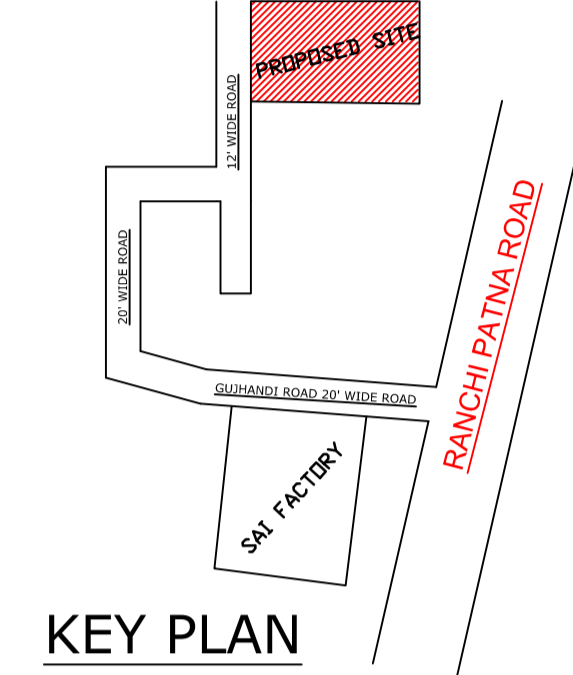 PROPOSED SITE
12' WIDE ROAD
20' WIDE ROAD
RANCHI PATNA ROAD
GUJHANDI ROAD 20' WIDE ROAD
SAI FACTORY
KEY PLAN